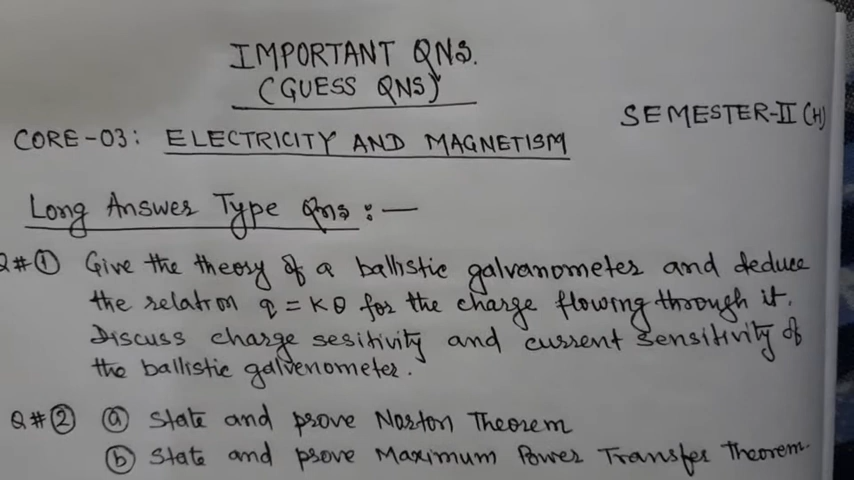 IMPORTANT QNS.
(GUESS QNS)
SEMESTER-II (H)
CORE-03: ELECTRICITY AND MAGNETISM
Long Answer Type Qns :—
Q#① Give the theory of a ballistic galvanometer and deduce
the relation q = Kθ for the charge flowing through it.
Discuss charge sesitivity and current sensitivity of
the ballistic galvenometer.
Q#② ⓐ State and prove Norton Theorem
ⓑ State and prove Maximum Power Transfer Theorem.